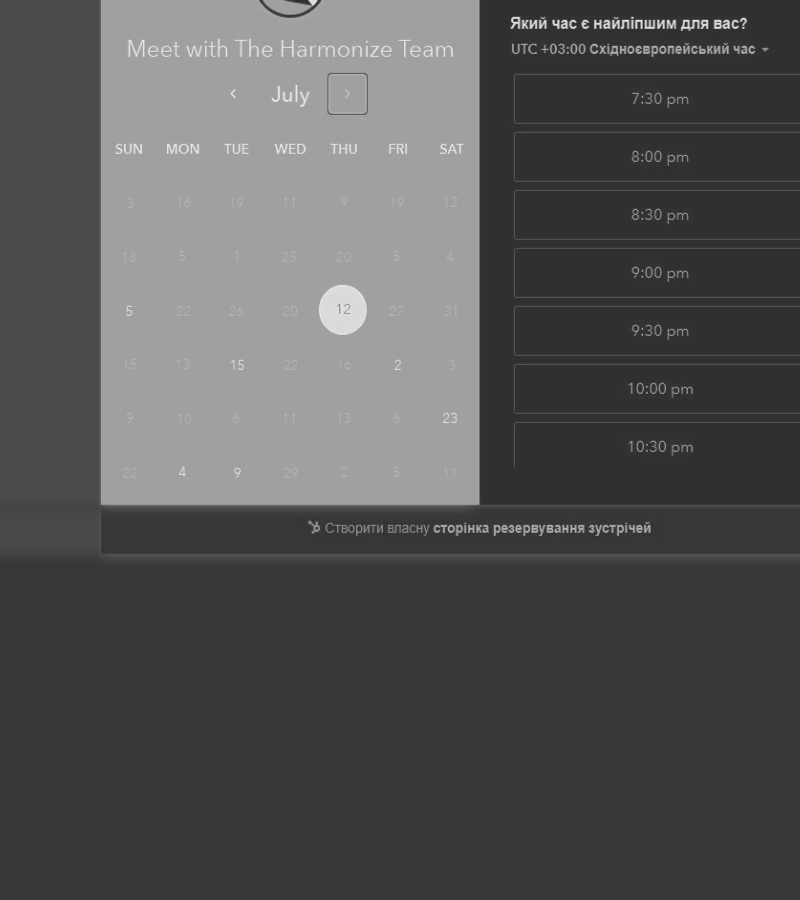 Meet with The Harmonize Team
July
SUN MON TUE WED THU FRI SAT
3 16 19 11 9 19 12
18 5 1 25 20 5 4
5 22 26 20 12 27 31
15 13 15 22 16 2 3
9 10 6 11 13 6 23
22 4 9 29 2 5 11
Який час є найліпшим для вас?
UTC +03:00 Східноєвропейський час
7:30 pm
8:00 pm
8:30 pm
9:00 pm
9:30 pm
10:00 pm
10:30 pm
Створити власну сторінка резервування зустрічей